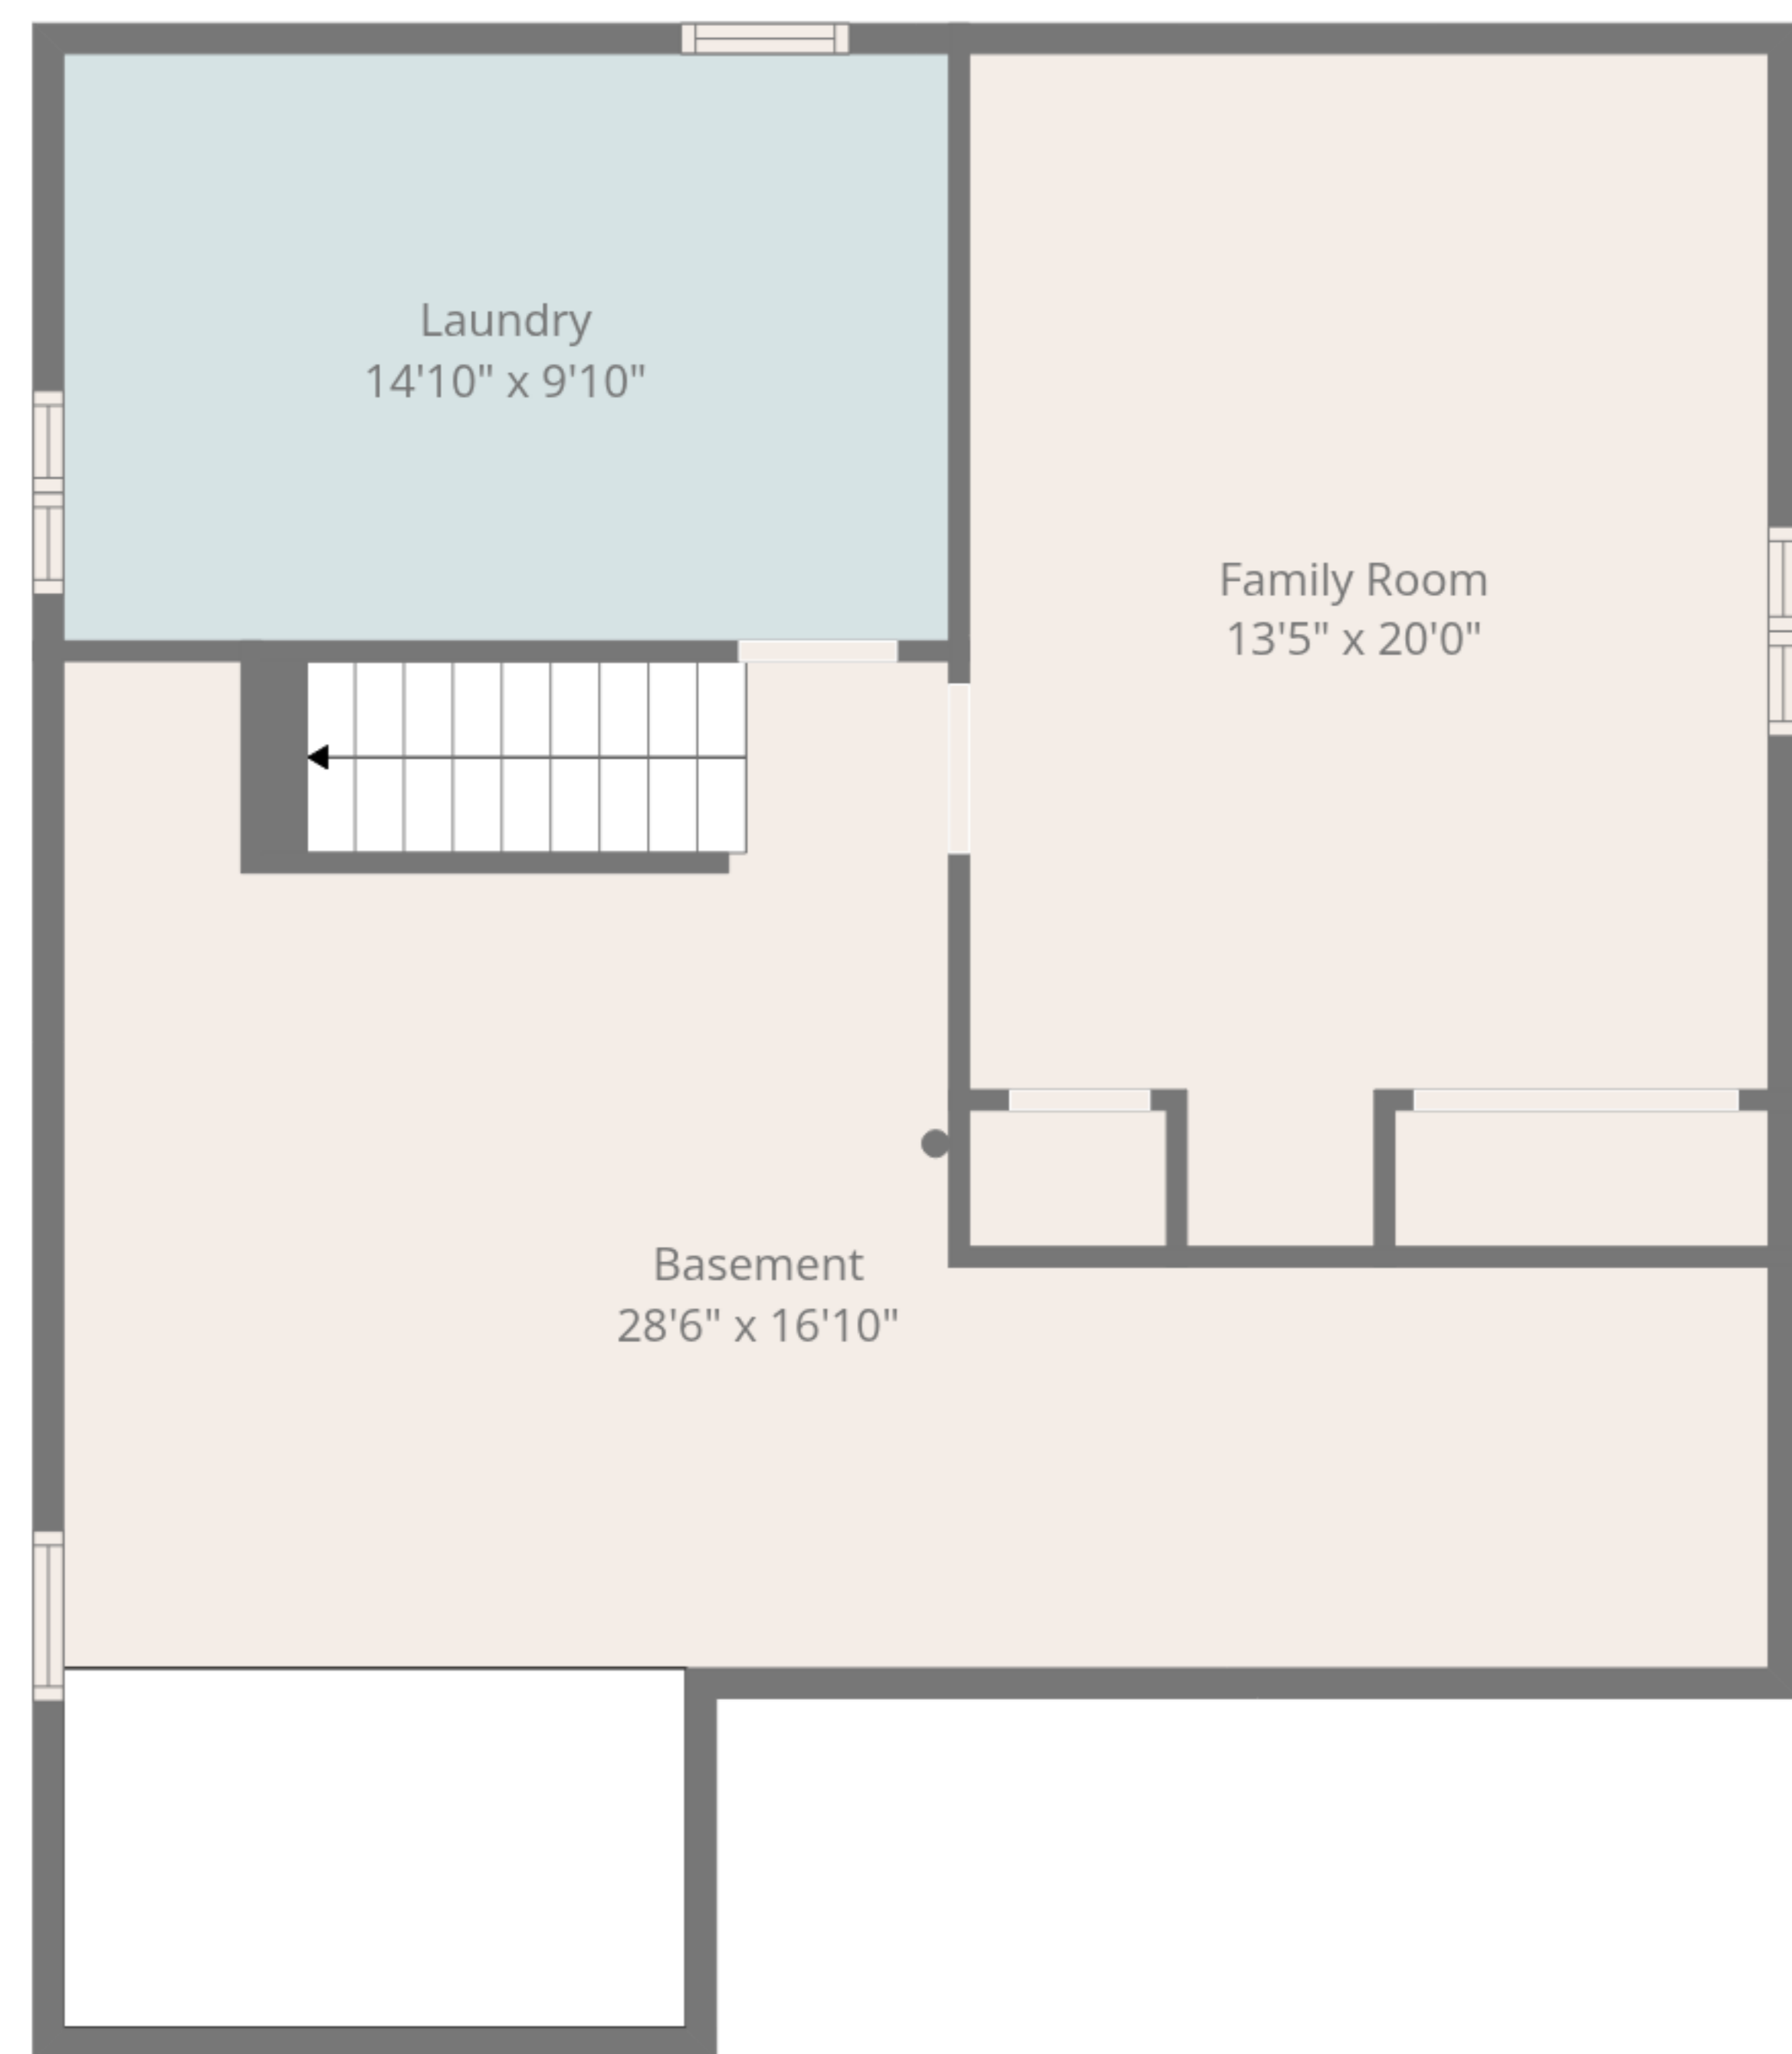 Laundry
14'10" x 9'10"
Family Room
13'5" x 20'0"
Basement
28'6" x 16'10"